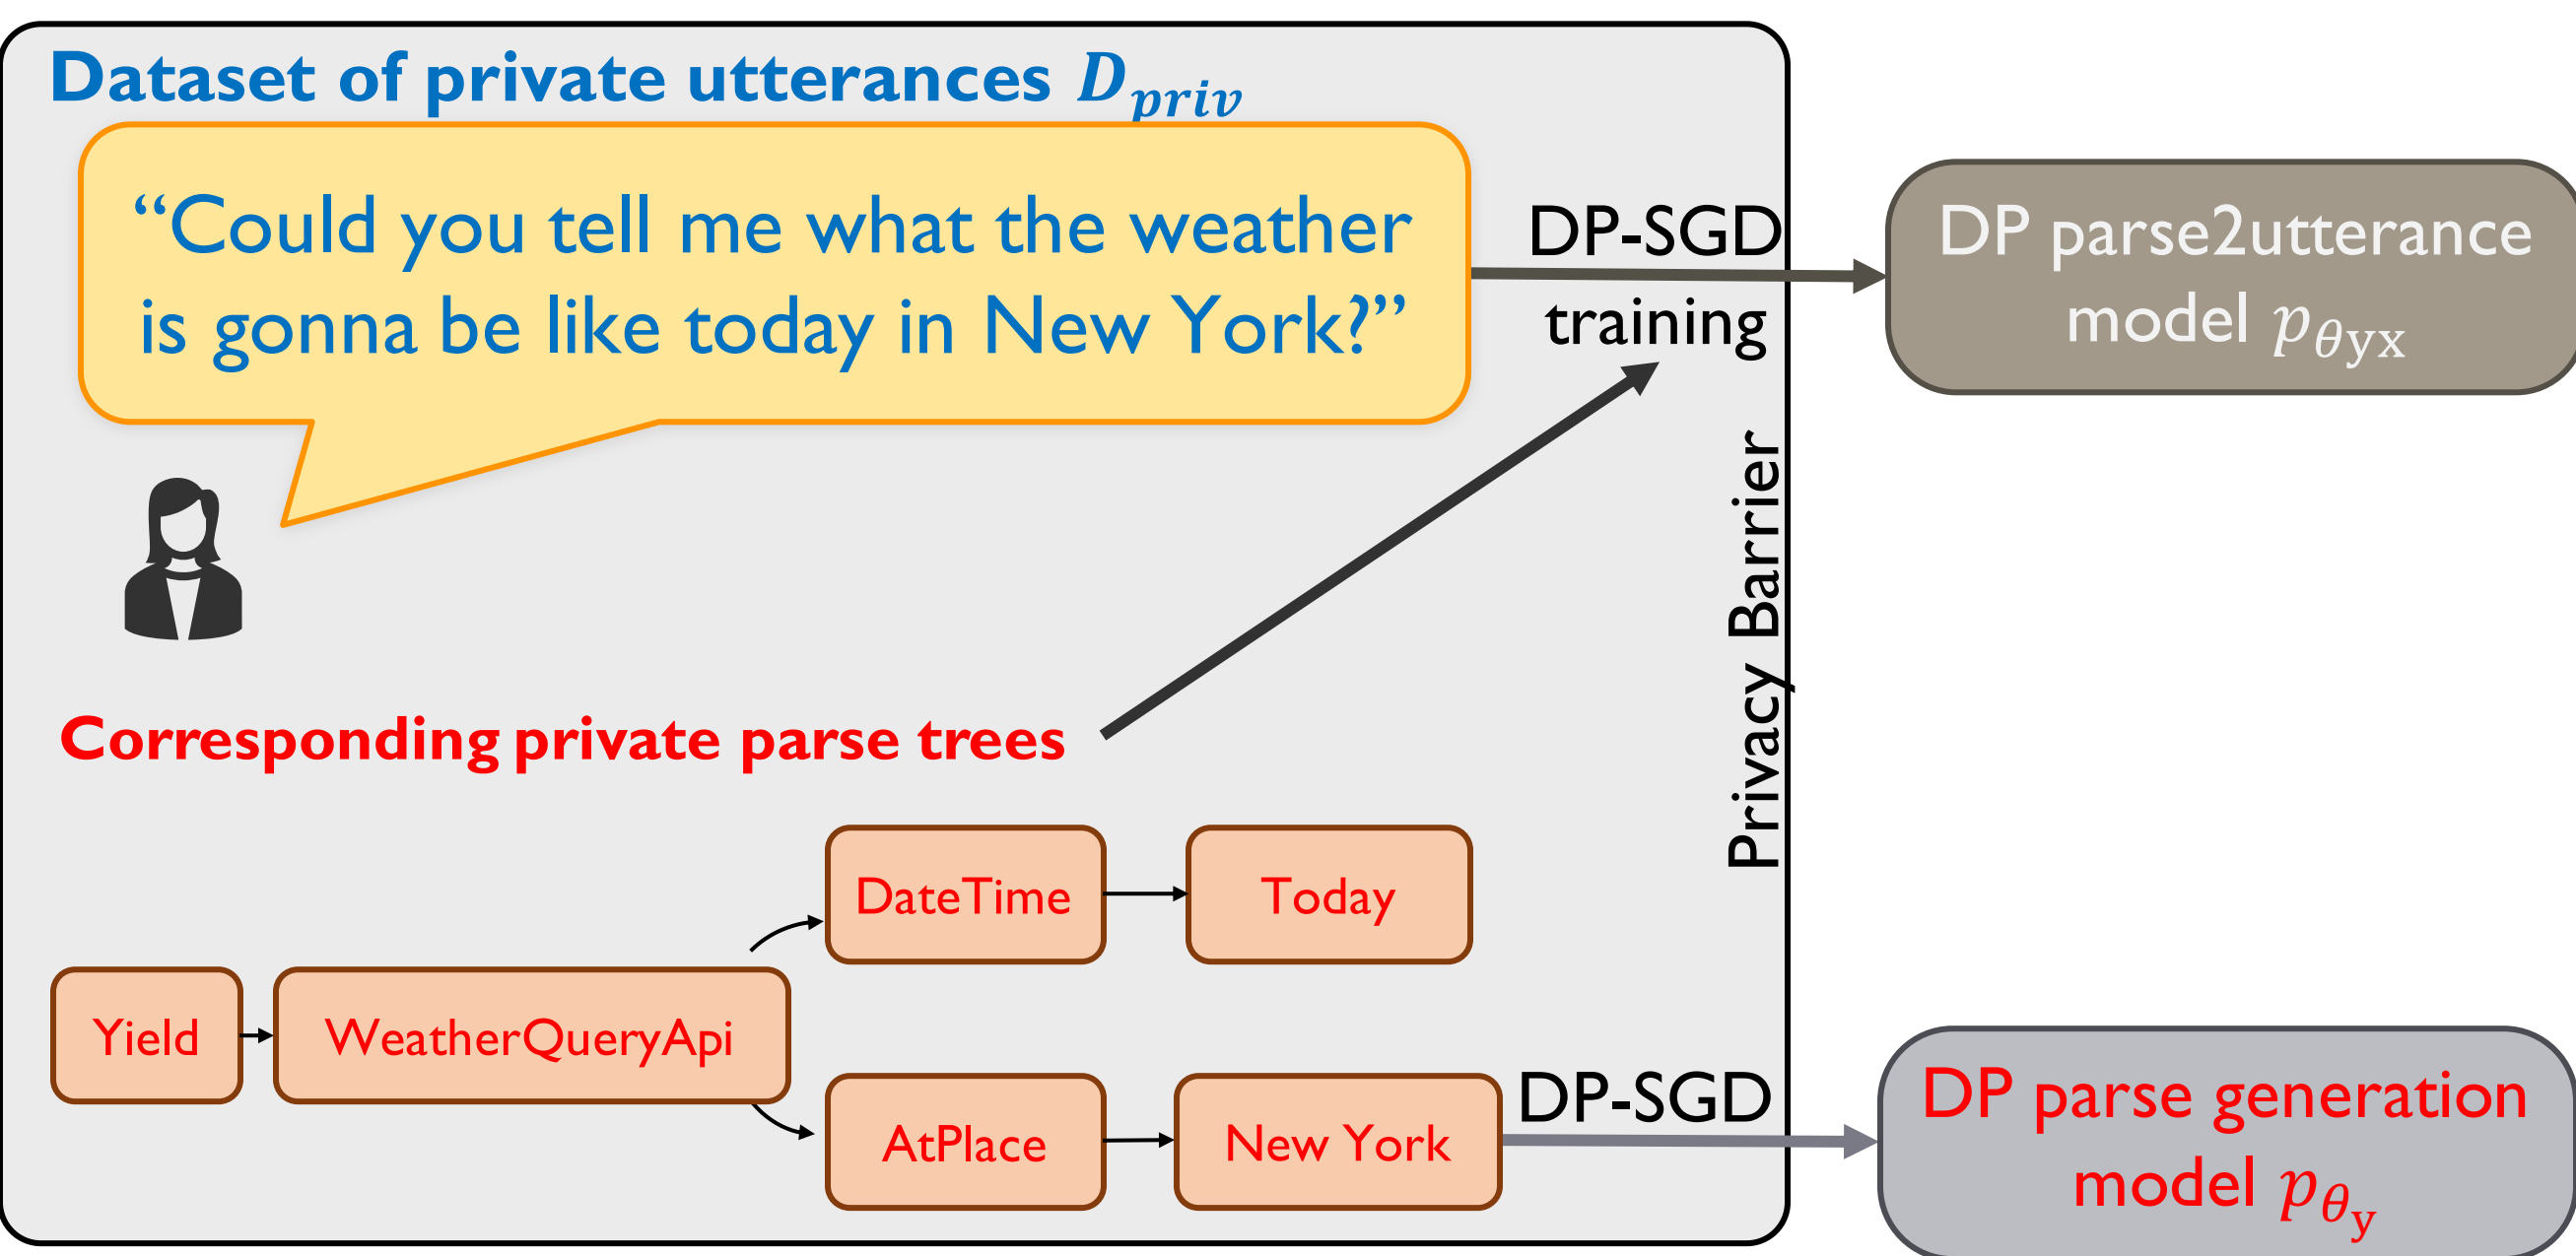 Dataset of private utterances D_priv
“Could you tell me what the weather
is gonna be like today in New York?”
DP-SGD
training
DP parse2utterance
model p_θyx
Privacy Barrier
Corresponding private parse trees
DateTime
Today
Yield
WeatherQueryApi
AtPlace
New York
DP-SGD
DP parse generation
model p_θy